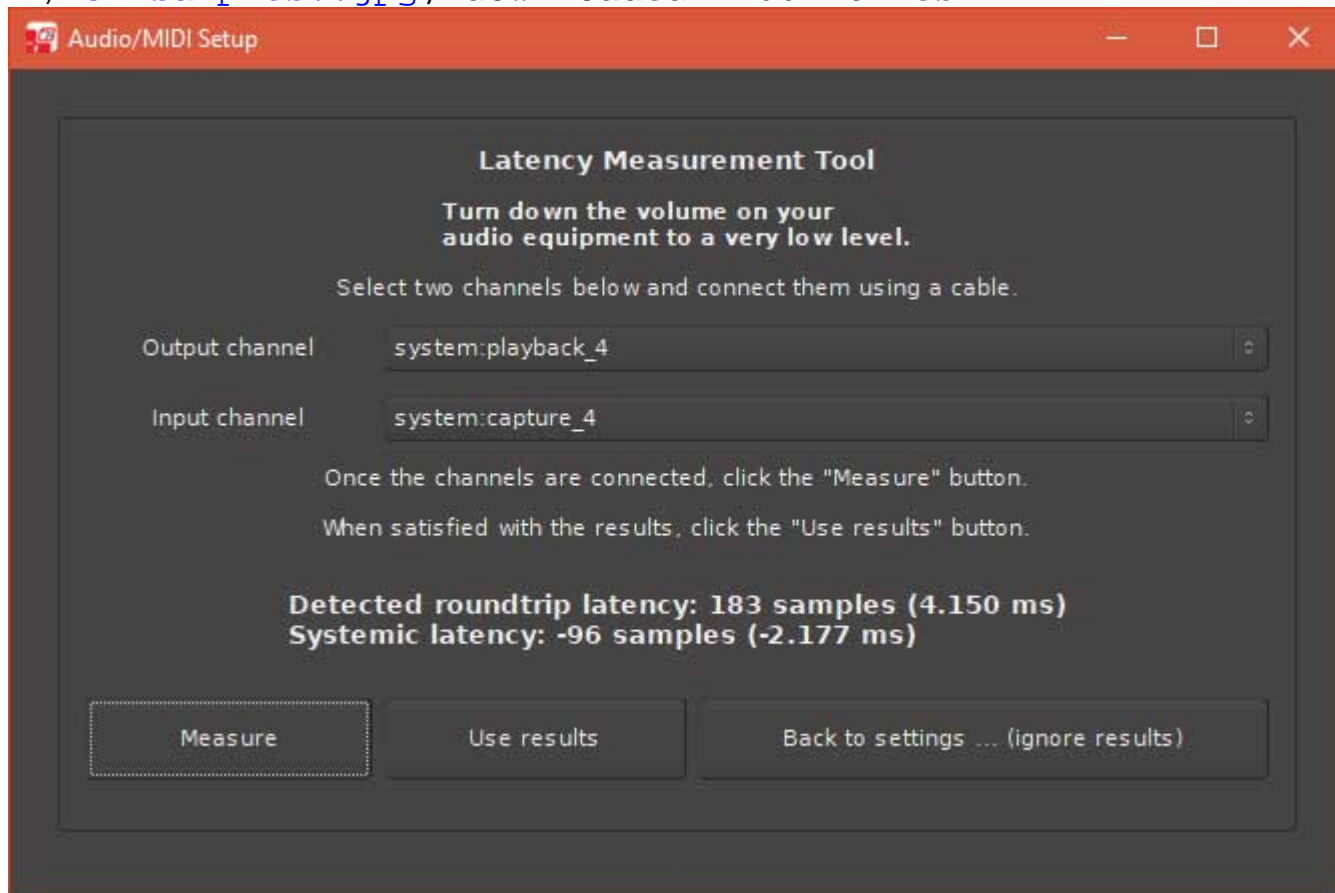 Audio/MIDI Setup
Latency Measurement Tool
Turn down the volume on your
audio equipment to a very low level.
Select two channels below and connect them using a cable.
Output channel system:playback_4
Input channel system:capture_4
Once the channels are connected, click the "Measure" button.
When satisfied with the results, click the "Use results" button.
Detected roundtrip latency: 183 samples (4.150 ms)
Systemic latency: -96 samples (-2.177 ms)
Measure Use results Back to settings ... (ignore results)